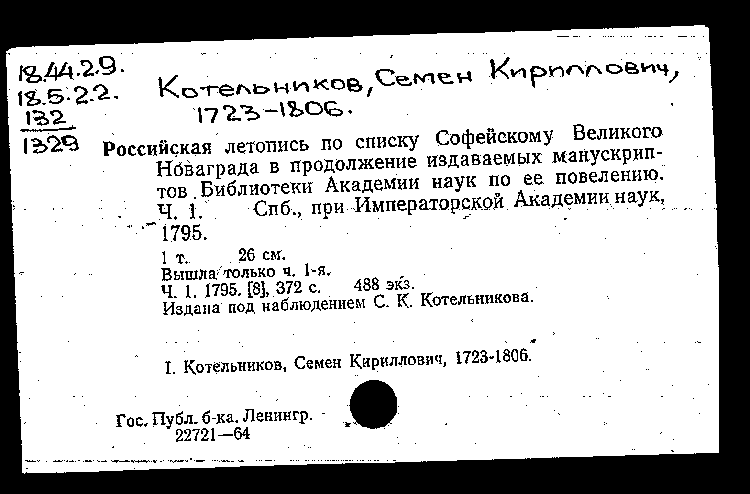 18.44.2.9.
18.5.2.2.
132
1329
Котельников, Семен Кириллович,
1723-1806.
Российская летопись по списку Софейскому Великого
Новаграда в продолжение издаваемых манускрип-
тов Библиотеки Академии наук по ее повелению.
Ч. 1. Спб., при Императорской Академии наук,
1795.
1 т. 26 см.
Вышла только ч. 1-я.
Ч. 1. 1795. [8], 372 с. 488 экз.
Издана под наблюдением С. К. Котельникова.
I. Котельников, Семен Кириллович, 1723-1806.
Гос. Публ. б-ка. Ленингр.
22721—64